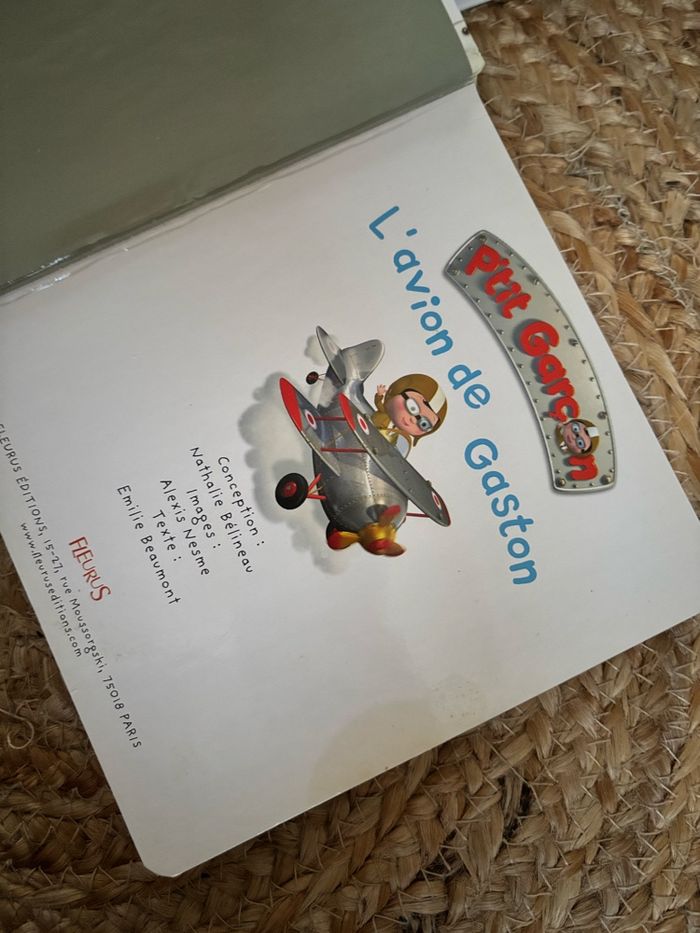 P'tit Garçon
L'avion de Gaston
Conception :
Nathalie Bélineau
Images :
Alexis Nesme
Texte :
Emilie Beaumont
FLEURUS
FLEURUS ÉDITIONS, 15-27, rue Moussorgski, 75018 PARIS
www.fleuruseditions.com